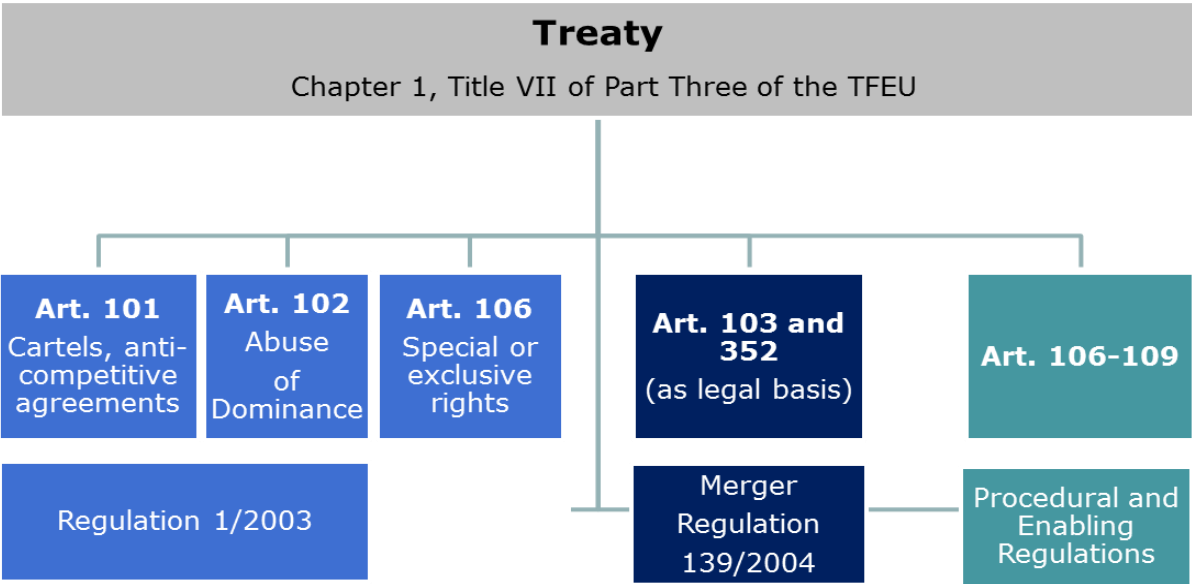 Treaty
Chapter 1, Title VII of Part Three of the TFEU
Art. 101
Cartels, anti-
competitive
agreements
Art. 102
Abuse
of
Dominance
Art. 106
Special or
exclusive
rights
Art. 103 and
352
(as legal basis)
Art. 106-109
Regulation 1/2003
Merger
Regulation
139/2004
Procedural and
Enabling
Regulations